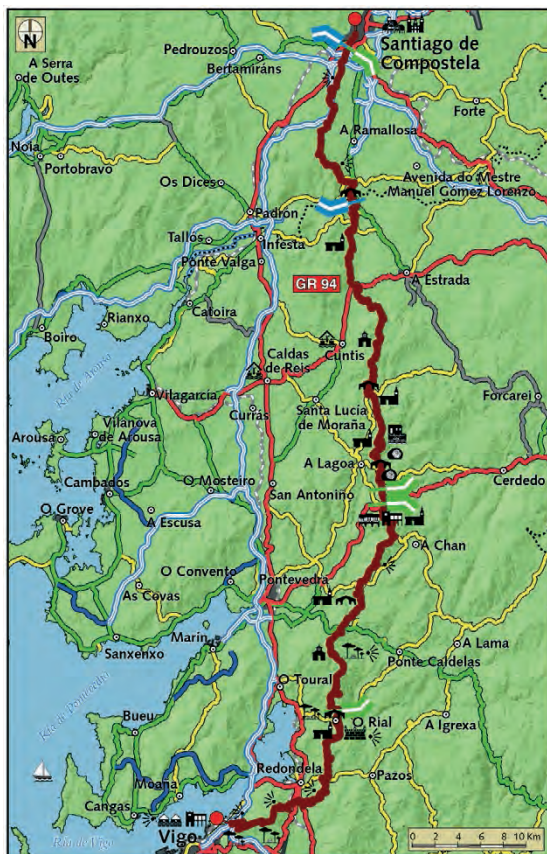 N
Santiago de
Compostela
Pedrouzos
Bertamiráns
A Serra
de Outes
Forte
A Ramallosa
Noia
Portobravo
Avenida do Mestre
Manuel Gómez Lorenzo
Os Dices
Padrón
Tallós
Infesta
Ponte Valga
A Estrada
GR 94
Catoira
Rianxo
Boiro
Ría de Arousa
Cuntis
Caldas
de Reis
Vilagarcía
Forcarei
Currás
Santa Lucía
de Moraña
Vilanova
de Arousa
Arousa
A Lagoa
Cerdedo
Cambados
O Mosteiro
San Antoniño
O Grove
A Escusa
A Chan
O Convento
As Covas
Pontevedra
Marín
A Lama
Sanxenxo
Ponte Caldelas
Ría de Pontevedra
O Toural
Bueu
O Rial
A Igrexa
Redondela
Pazos
Moaña
Cangas
Vigo
Ría de Vigo
0 2 4 6 8 10 Km